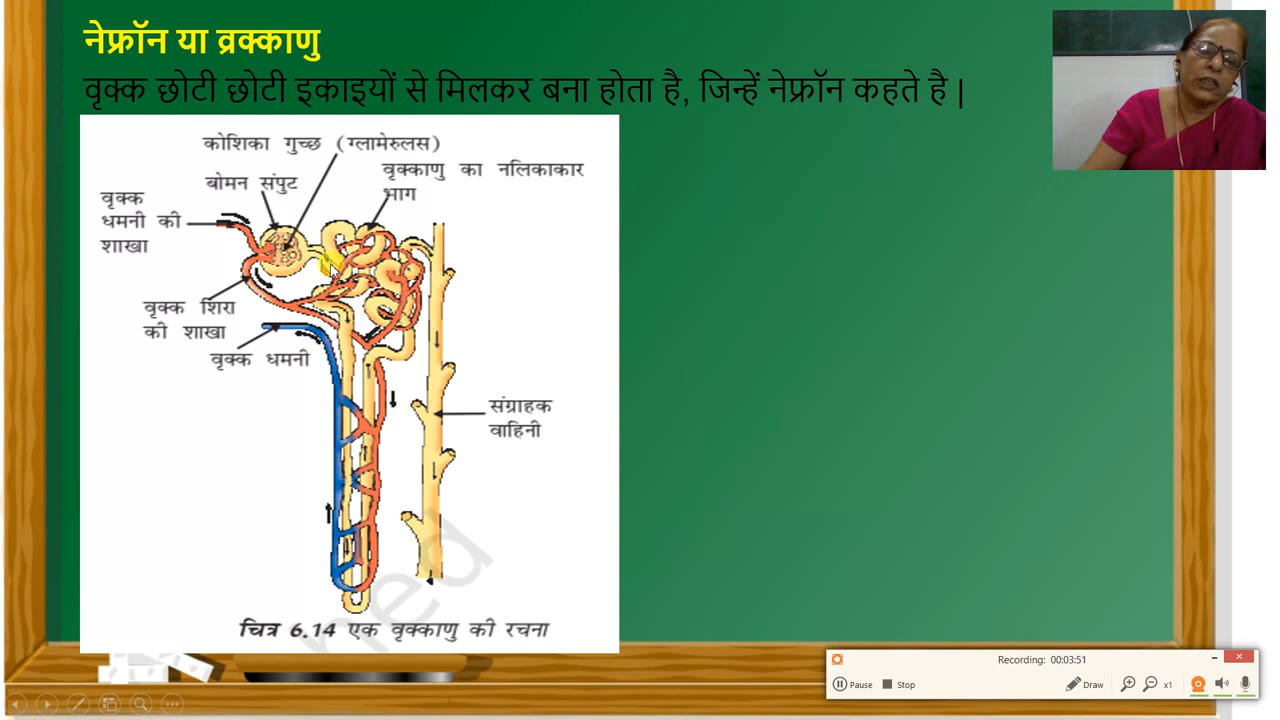 नेफ्रॉन या व्रक्काणु
वृक्क छोटी छोटी इकाइयों से मिलकर बना होता है, जिन्हें नेफ्रॉन कहते है |
कोशिका गुच्छ (ग्लामेरुलस)
बोमन संपुट
वृक्काणु का नलिकाकार
भाग
वृक्क
धमनी की
शाखा
वृक्क शिरा
की शाखा
वृक्क धमनी
संग्राहक
वाहिनी
चित्र 6.14 एक वृक्काणु की रचना
Recording: 00:03:51
Pause
Stop
Draw
x1